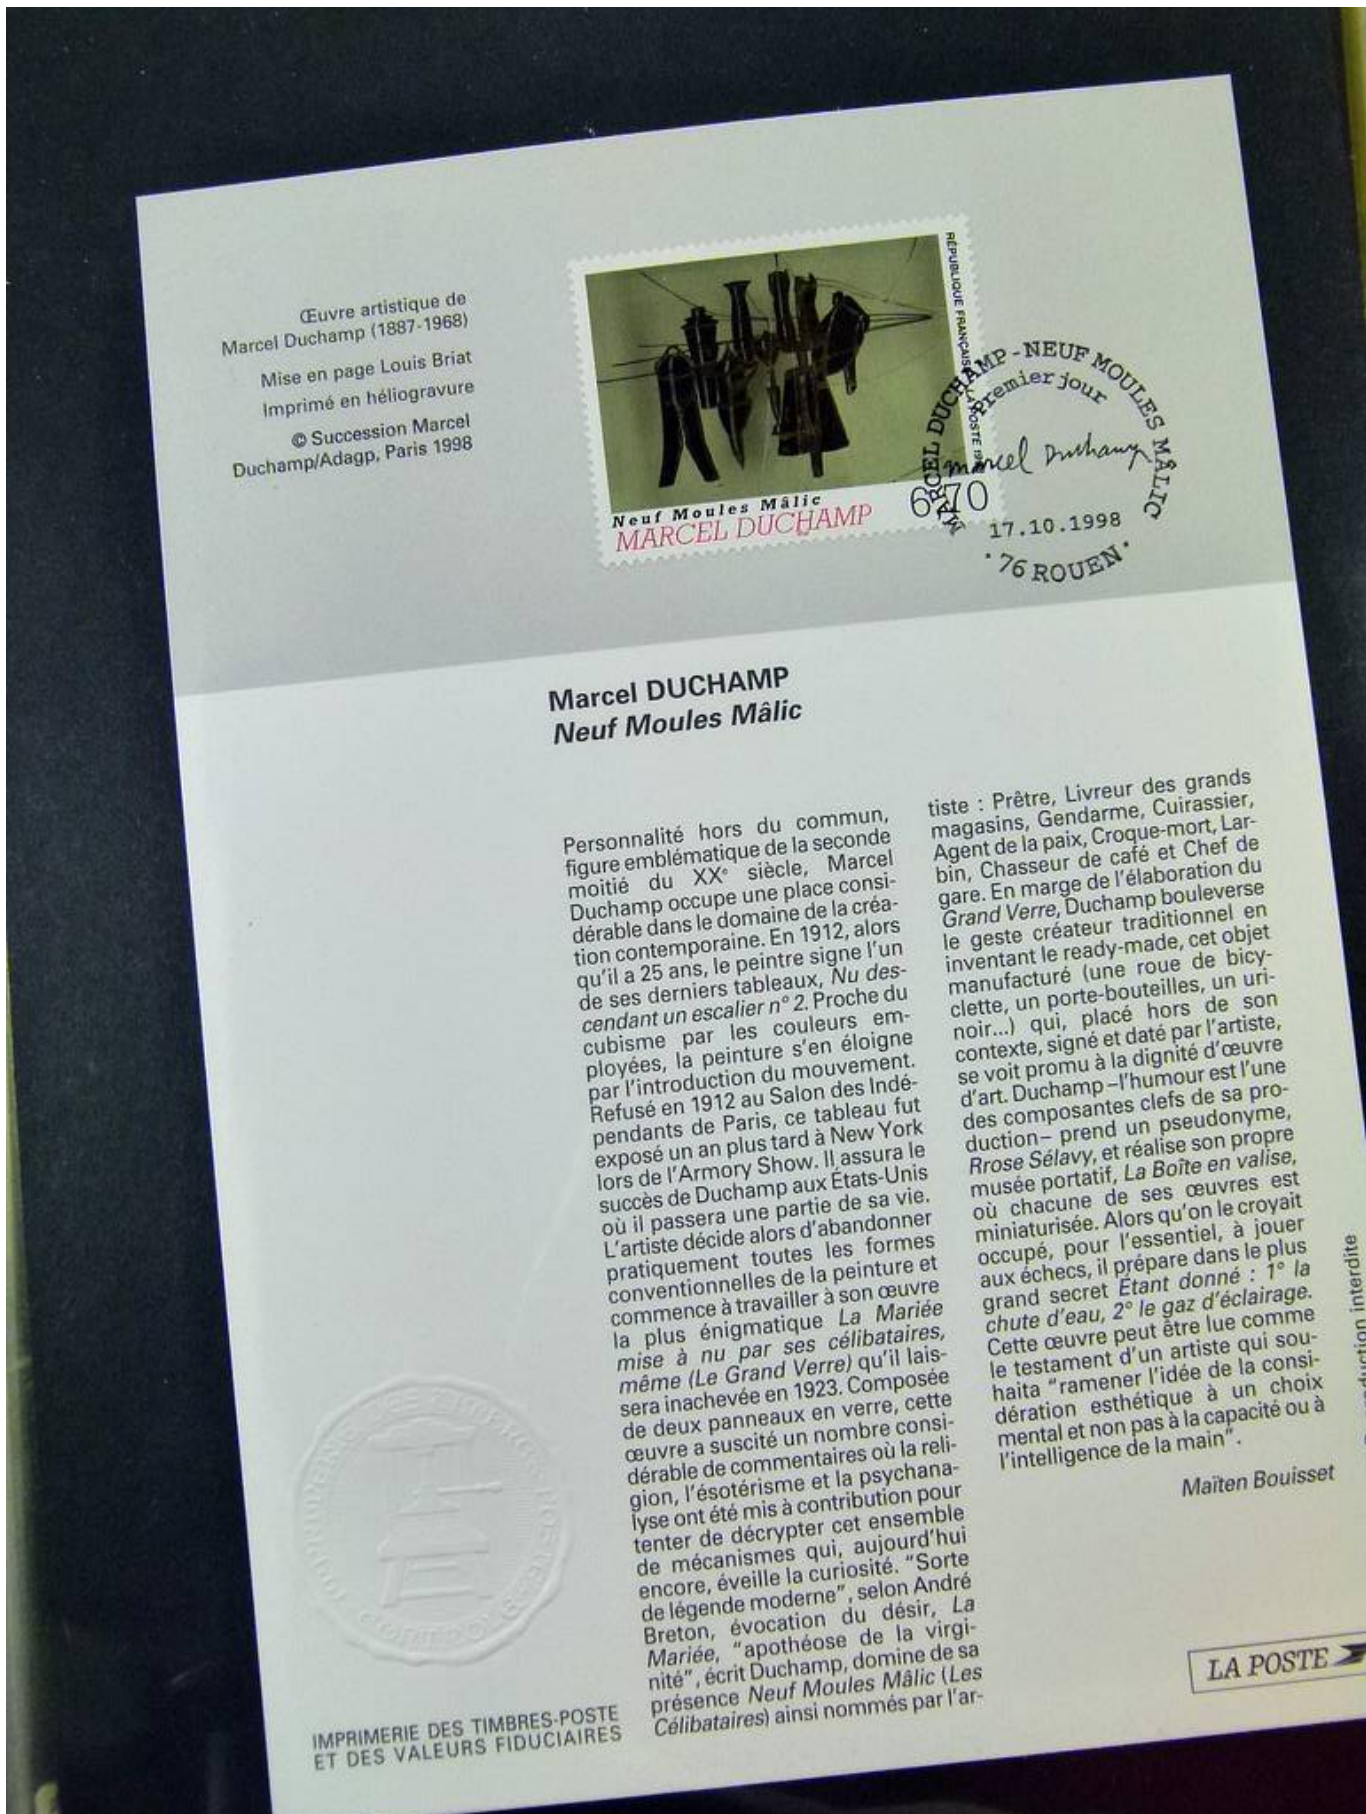 Œuvre artistique de
Marcel Duchamp (1887-1968)
Mise en page Louis Briat
Imprimé en héliogravure
© Succession Marcel
Duchamp/Adagp, Paris 1998
RÉPUBLIQUE FRANÇAISE LA POSTE
Neuf Moules Mâlic
MARCEL DUCHAMP
6,70
MARCEL DUCHAMP - NEUF MOULES MÂLIC
Premier jour
Marcel Duchamp
17.10.1998
· 76 ROUEN ·
Marcel DUCHAMP
Neuf Moules Mâlic
Personnalité hors du commun,
figure emblématique de la seconde
moitié du XXe siècle, Marcel
Duchamp occupe une place consi-
dérable dans le domaine de la créa-
tion contemporaine. En 1912, alors
qu'il a 25 ans, le peintre signe l'un
de ses derniers tableaux, Nu des-
cendant un escalier n° 2. Proche du
cubisme par les couleurs em-
ployées, la peinture s'en éloigne
par l'introduction du mouvement.
Refusé en 1912 au Salon des Indé-
pendants de Paris, ce tableau fut
exposé un an plus tard à New York
lors de l'Armory Show. Il assura le
succès de Duchamp aux États-Unis
où il passera une partie de sa vie.
L'artiste décide alors d'abandonner
pratiquement toutes les formes
conventionnelles de la peinture et
commence à travailler à son œuvre
la plus énigmatique La Mariée
mise à nu par ses célibataires,
même (Le Grand Verre) qu'il lais-
sera inachevée en 1923. Composée
de deux panneaux en verre, cette
œuvre a suscité un nombre consi-
dérable de commentaires où la reli-
gion, l'ésotérisme et la psychana-
lyse ont été mis à contribution pour
tenter de décrypter cet ensemble
de mécanismes qui, aujourd'hui
encore, éveille la curiosité. "Sorte
de légende moderne", selon André
Breton, évocation du désir, La
Mariée, "apothéose de la virgi-
nité", écrit Duchamp, domine de sa
présence Neuf Moules Mâlic (Les
Célibataires) ainsi nommés par l'ar-
tiste : Prêtre, Livreur des grands
magasins, Gendarme, Cuirassier,
Agent de la paix, Croque-mort, Lar-
bin, Chasseur de café et Chef de
gare. En marge de l'élaboration du
Grand Verre, Duchamp bouleverse
le geste créateur traditionnel en
inventant le ready-made, cet objet
manufacturé (une roue de bicy-
clette, un porte-bouteilles, un uri-
noir...) qui, placé hors de son
contexte, signé et daté par l'artiste,
se voit promu à la dignité d'œuvre
d'art. Duchamp –l'humour est l'une
des composantes clefs de sa pro-
duction– prend un pseudonyme,
Rrose Sélavy, et réalise son propre
musée portatif, La Boîte en valise,
où chacune de ses œuvres est
miniaturisée. Alors qu'on le croyait
occupé, pour l'essentiel, à jouer
aux échecs, il prépare dans le plus
grand secret Étant donné : 1° la
chute d'eau, 2° le gaz d'éclairage.
Cette œuvre peut être lue comme
le testament d'un artiste qui sou-
haita "ramener l'idée de la consi-
dération esthétique à un choix
mental et non pas à la capacité ou à
l'intelligence de la main".
Maïten Bouisset
interdite
LA POSTE
IMPRIMERIE DES TIMBRES-POSTE
ET DES VALEURS FIDUCIAIRES